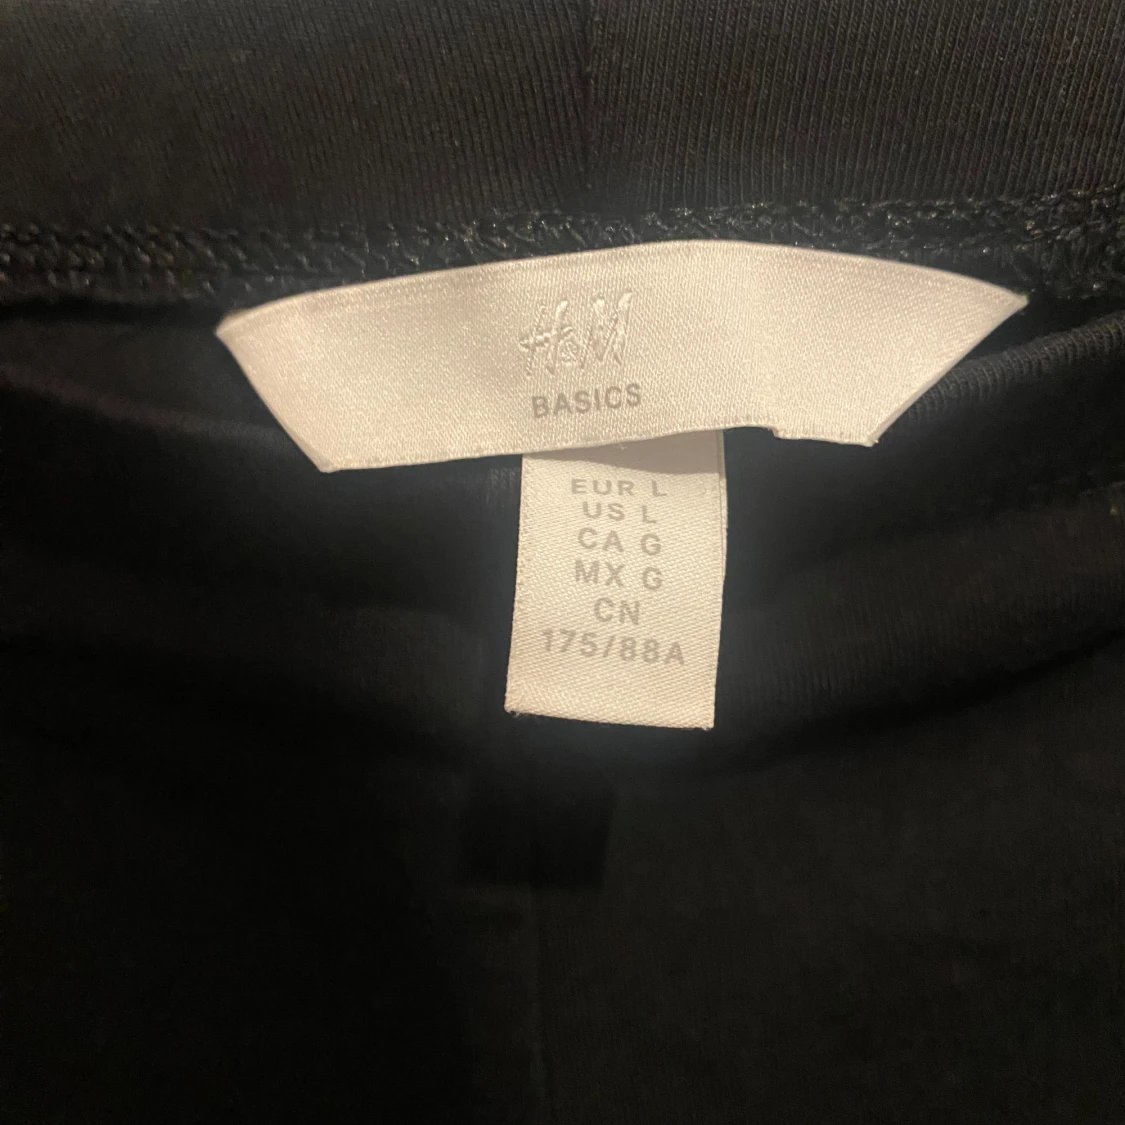 H&M
BASICS
EUR L
US L
CA G
MX G
CN
175/88A